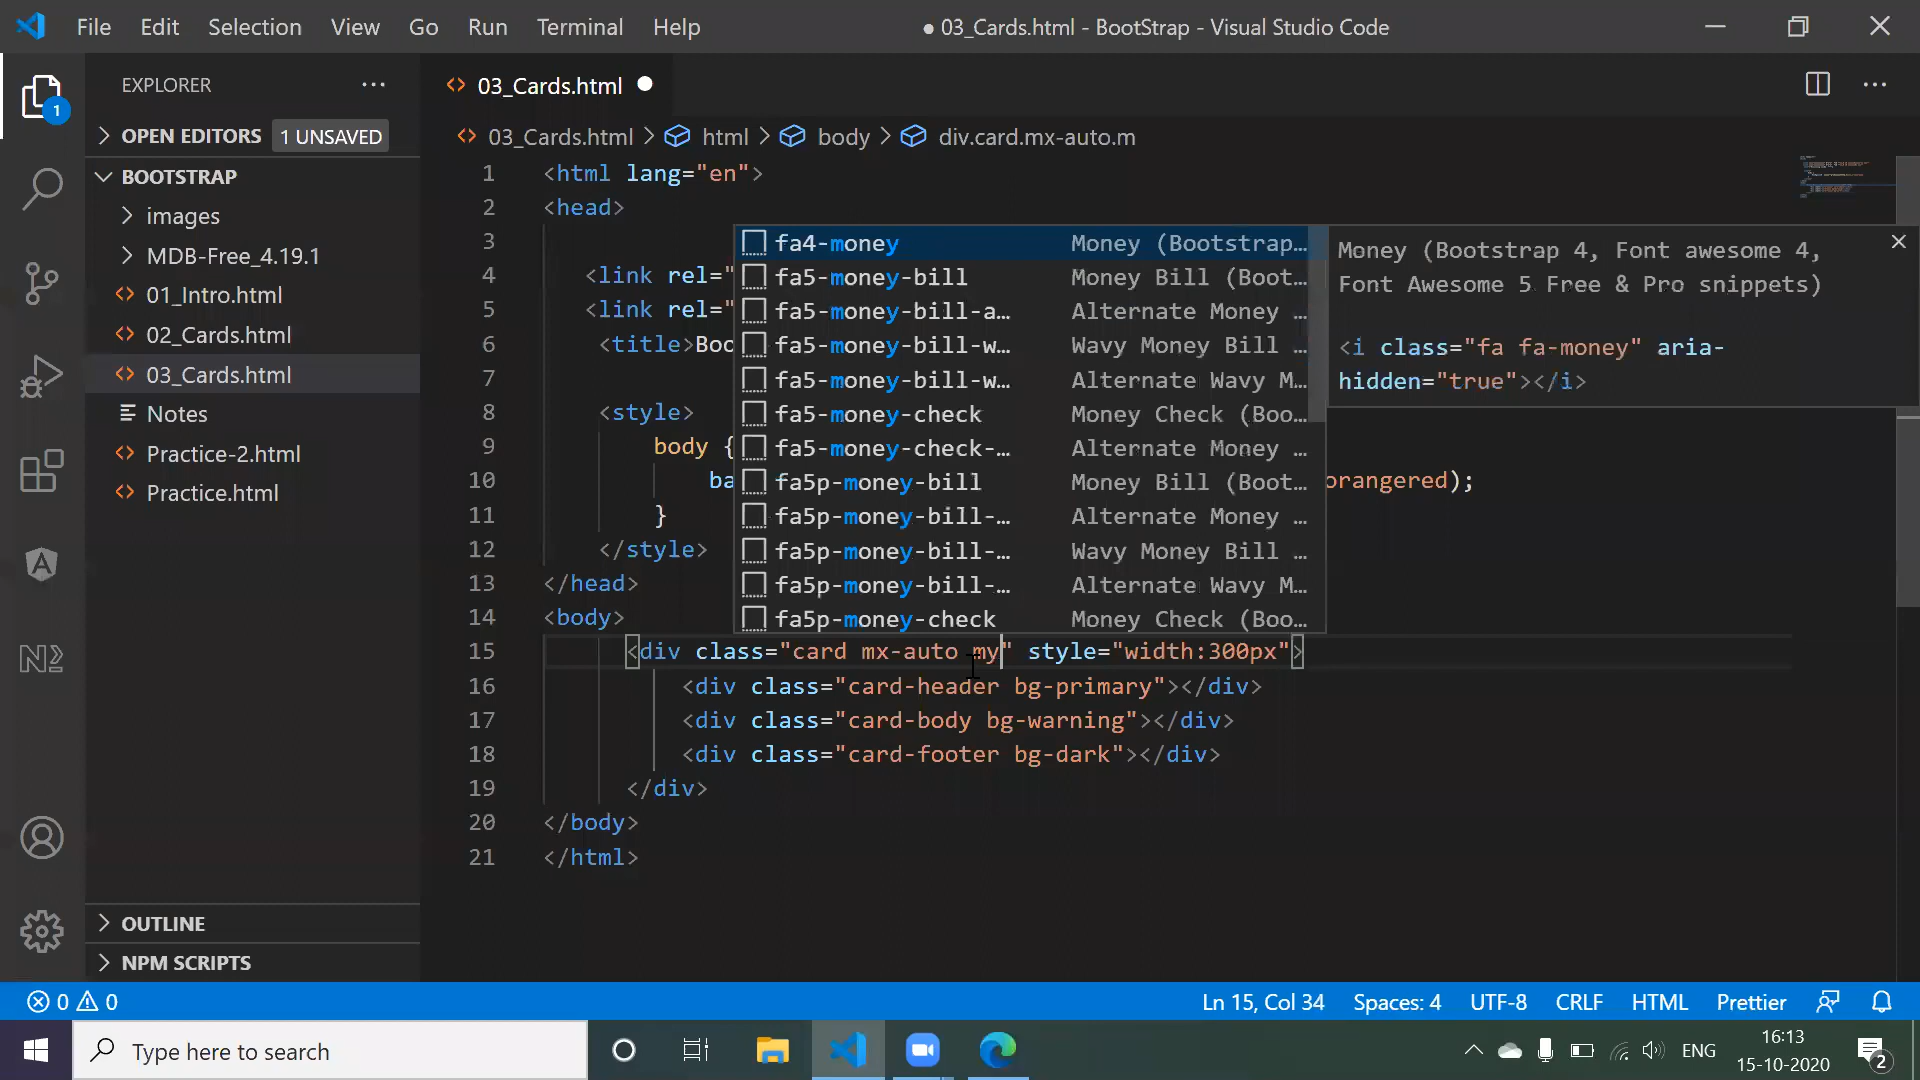 File Edit Selection View Go Run Terminal Help
● 03_Cards.html - BootStrap - Visual Studio Code
EXPLORER
1
OPEN EDITORS 1 UNSAVED
BOOTSTRAP
images
MDB-Free_4.19.1
01_Intro.html
02_Cards.html
03_Cards.html
Notes
Practice-2.html
Practice.html
OUTLINE
NPM SCRIPTS
03_Cards.html
03_Cards.html > html > body > div.card.mx-auto.m
1 <html lang="en">
2 <head>
3
4 <link rel="
5 <link rel="
6 <title>Boo
7
8 <style>
9 body {
10 ba orangered);
11 }
12 </style>
13 </head>
14 <body>
15 <div class="card mx-auto my" style="width:300px">
16 <div class="card-header bg-primary"></div>
17 <div class="card-body bg-warning"></div>
18 <div class="card-footer bg-dark"></div>
19 </div>
20 </body>
21 </html>
fa4-money Money (Bootstrap…
fa5-money-bill Money Bill (Boot…
fa5-money-bill-a… Alternate Money …
fa5-money-bill-w… Wavy Money Bill …
fa5-money-bill-w… Alternate Wavy M…
fa5-money-check Money Check (Boo…
fa5-money-check-… Alternate Money …
fa5p-money-bill Money Bill (Boot…
fa5p-money-bill-… Alternate Money …
fa5p-money-bill-… Wavy Money Bill …
fa5p-money-bill-… Alternate Wavy M…
fa5p-money-check Money Check (Boo…
Money (Bootstrap 4, Font awesome 4,
Font Awesome 5 Free & Pro snippets)
<i class="fa fa-money" aria-
hidden="true"></i>
0 0
Ln 15, Col 34 Spaces: 4 UTF-8 CRLF HTML Prettier
Type here to search
ENG
16:13
15-10-2020
2